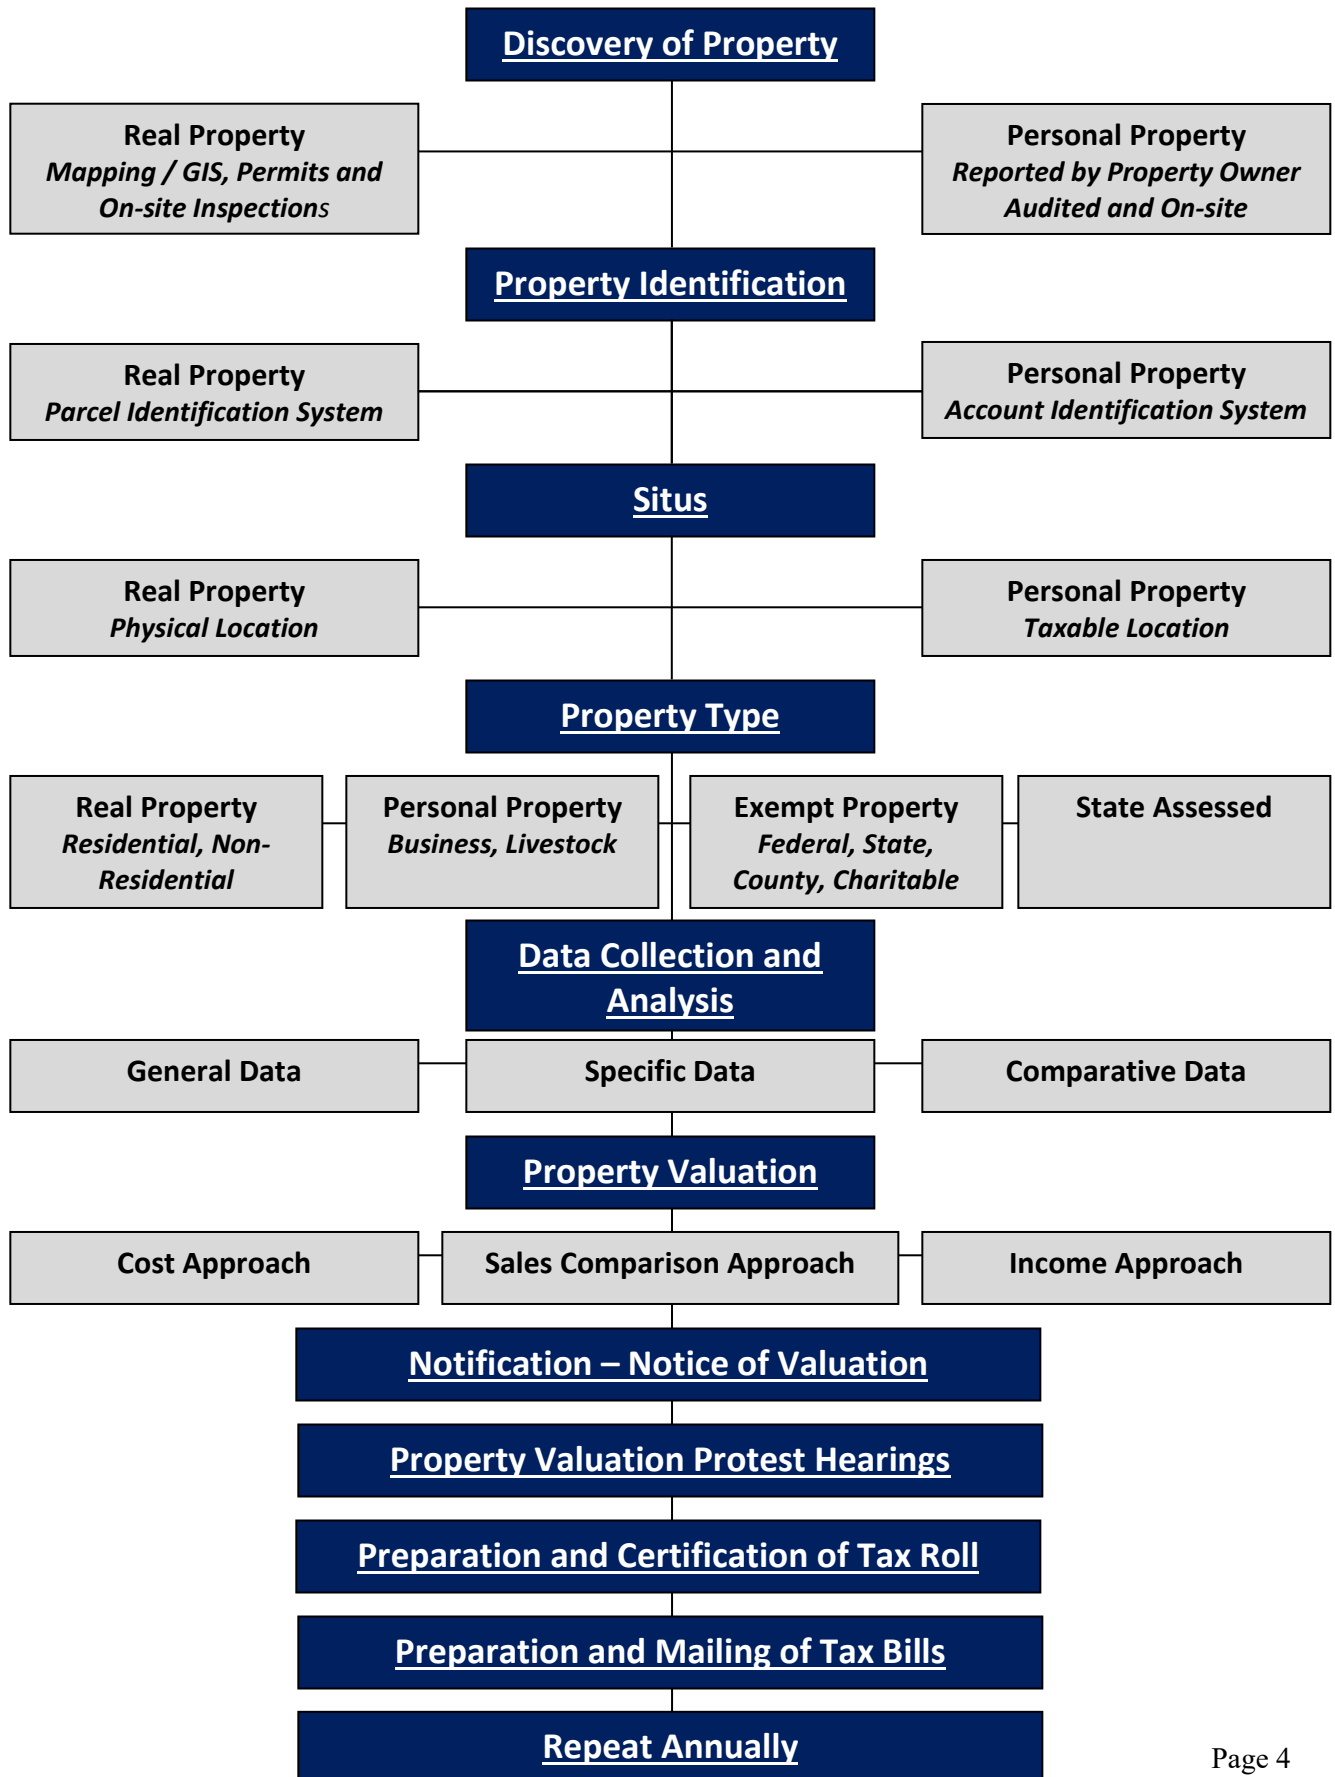 Discovery of Property
Real Property
Mapping / GIS, Permits and
On-site Inspections
Personal Property
Reported by Property Owner
Audited and On-site
Property Identification
Real Property
Parcel Identification System
Personal Property
Account Identification System
Situs
Real Property
Physical Location
Personal Property
Taxable Location
Property Type
Real Property
Residential, Non-
Residential
Personal Property
Business, Livestock
Exempt Property
Federal, State,
County, Charitable
State Assessed
Data Collection and
Analysis
General Data
Specific Data
Comparative Data
Property Valuation
Cost Approach
Sales Comparison Approach
Income Approach
Notification – Notice of Valuation
Property Valuation Protest Hearings
Preparation and Certification of Tax Roll
Preparation and Mailing of Tax Bills
Repeat Annually
Page 4